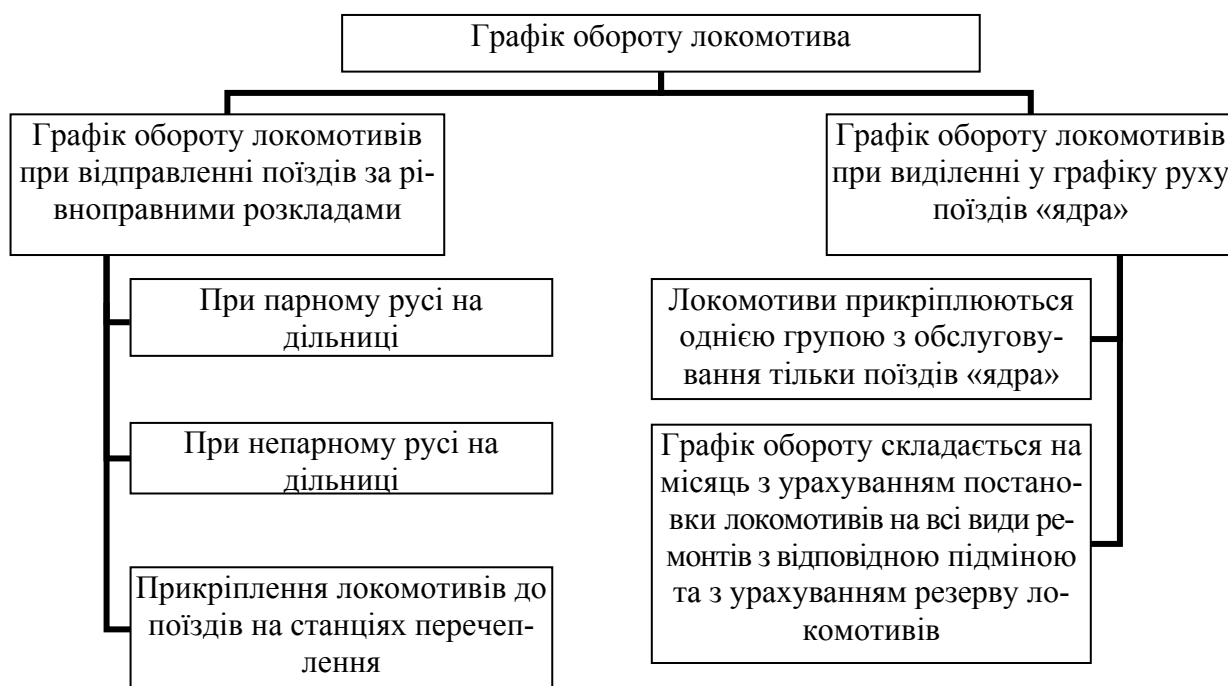 Графік обороту локомотива
Графік обороту локомотивів
при відправленні поїздів за рі-
вноправними розкладами
Графік обороту локомотивів
при виділенні у графіку руху
поїздів «ядра»
При парному русі на
дільниці
При непарному русі на
дільниці
Прикріплення локомотивів до
поїздів на станціях перечеп-
лення
Локомотиви прикріплюються
однією групою з обслугову-
вання тільки поїздів «ядра»
Графік обороту складається на
місяць з урахуванням постано-
вки локомотивів на всі види ре-
монтів з відповідною підміною
та з урахуванням резерву ло-
комотивів